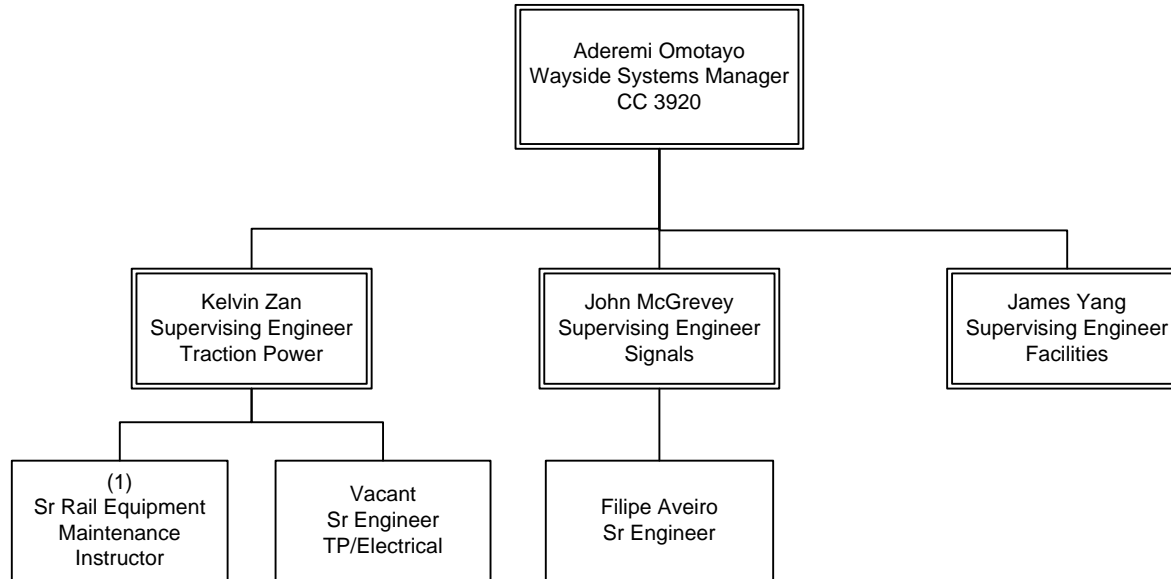 Aderemi Omotayo
Wayside Systems Manager
CC 3920
Kelvin Zan
Supervising Engineer
Traction Power
John McGrevey
Supervising Engineer
Signals
James Yang
Supervising Engineer
Facilities
(1)
Sr Rail Equipment
Maintenance
Instructor
Vacant
Sr Engineer
TP/Electrical
Filipe Aveiro
Sr Engineer